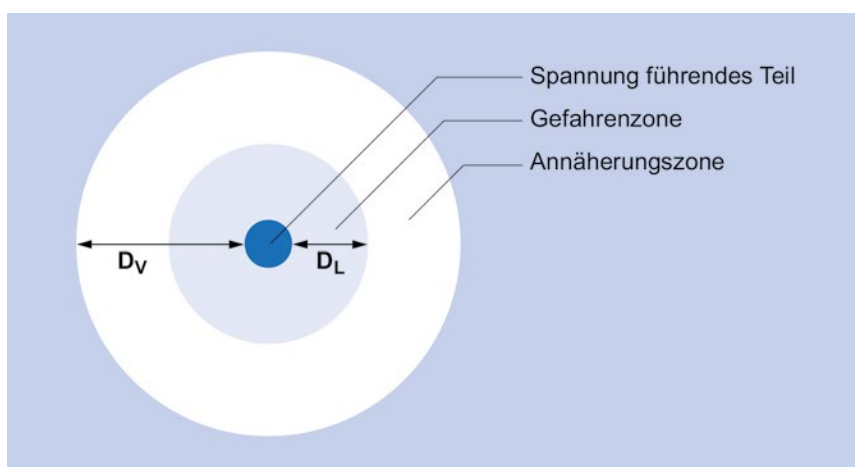 Spannung führendes Teil
Gefahrenzone
Annäherungszone
DV
DL